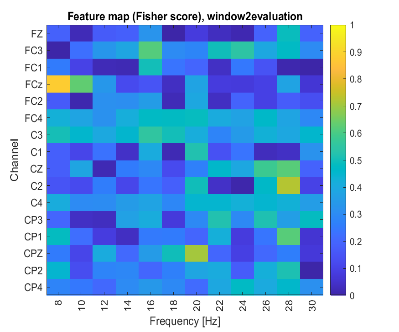 Feature map (Fisher score), window2evaluation
FZ
FC3
FC1
FCz
FC2
FC4
C3
C1
CZ
C2
C4
CP3
CP1
CPZ
CP2
CP4
Channel
8 10 12 14 16 18 20 22 24 26 28 30
Frequency [Hz]
1
0.9
0.8
0.7
0.6
0.5
0.4
0.3
0.2
0.1
0